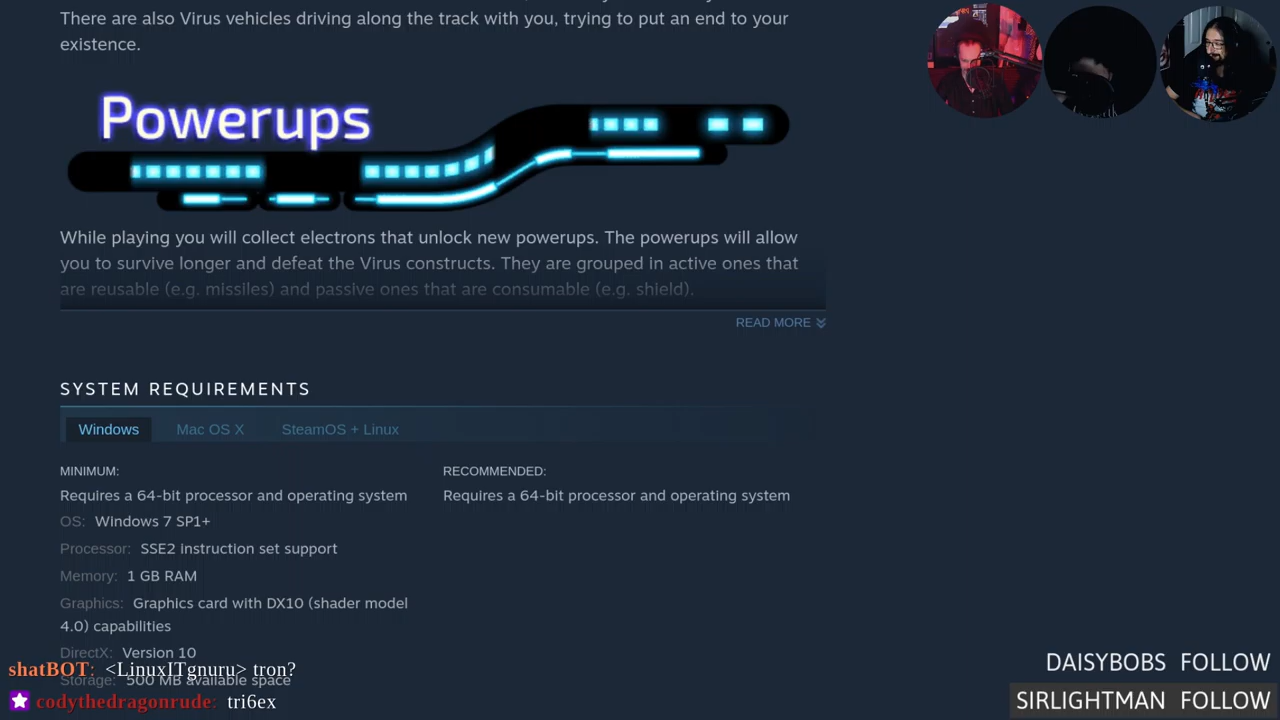 There are also Virus vehicles driving along the track with you, trying to put an end to your
existence.
Powerups
While playing you will collect electrons that unlock new powerups. The powerups will allow
you to survive longer and defeat the Virus constructs. They are grouped in active ones that
are reusable (e.g. missiles) and passive ones that are consumable (e.g. shield).
READ MORE
SYSTEM REQUIREMENTS
Windows
Mac OS X
SteamOS + Linux
MINIMUM:
Requires a 64-bit processor and operating system
OS: Windows 7 SP1+
Processor: SSE2 instruction set support
Memory: 1 GB RAM
Graphics: Graphics card with DX10 (shader model
4.0) capabilities
DirectX: Version 10
Storage: 500 MB available space
RECOMMENDED:
Requires a 64-bit processor and operating system
shatBOT: <LinuxITgnuru> tron?
codythedragonrude: tri6ex
DAISYBOBS FOLLOW
SIRLIGHTMAN FOLLOW